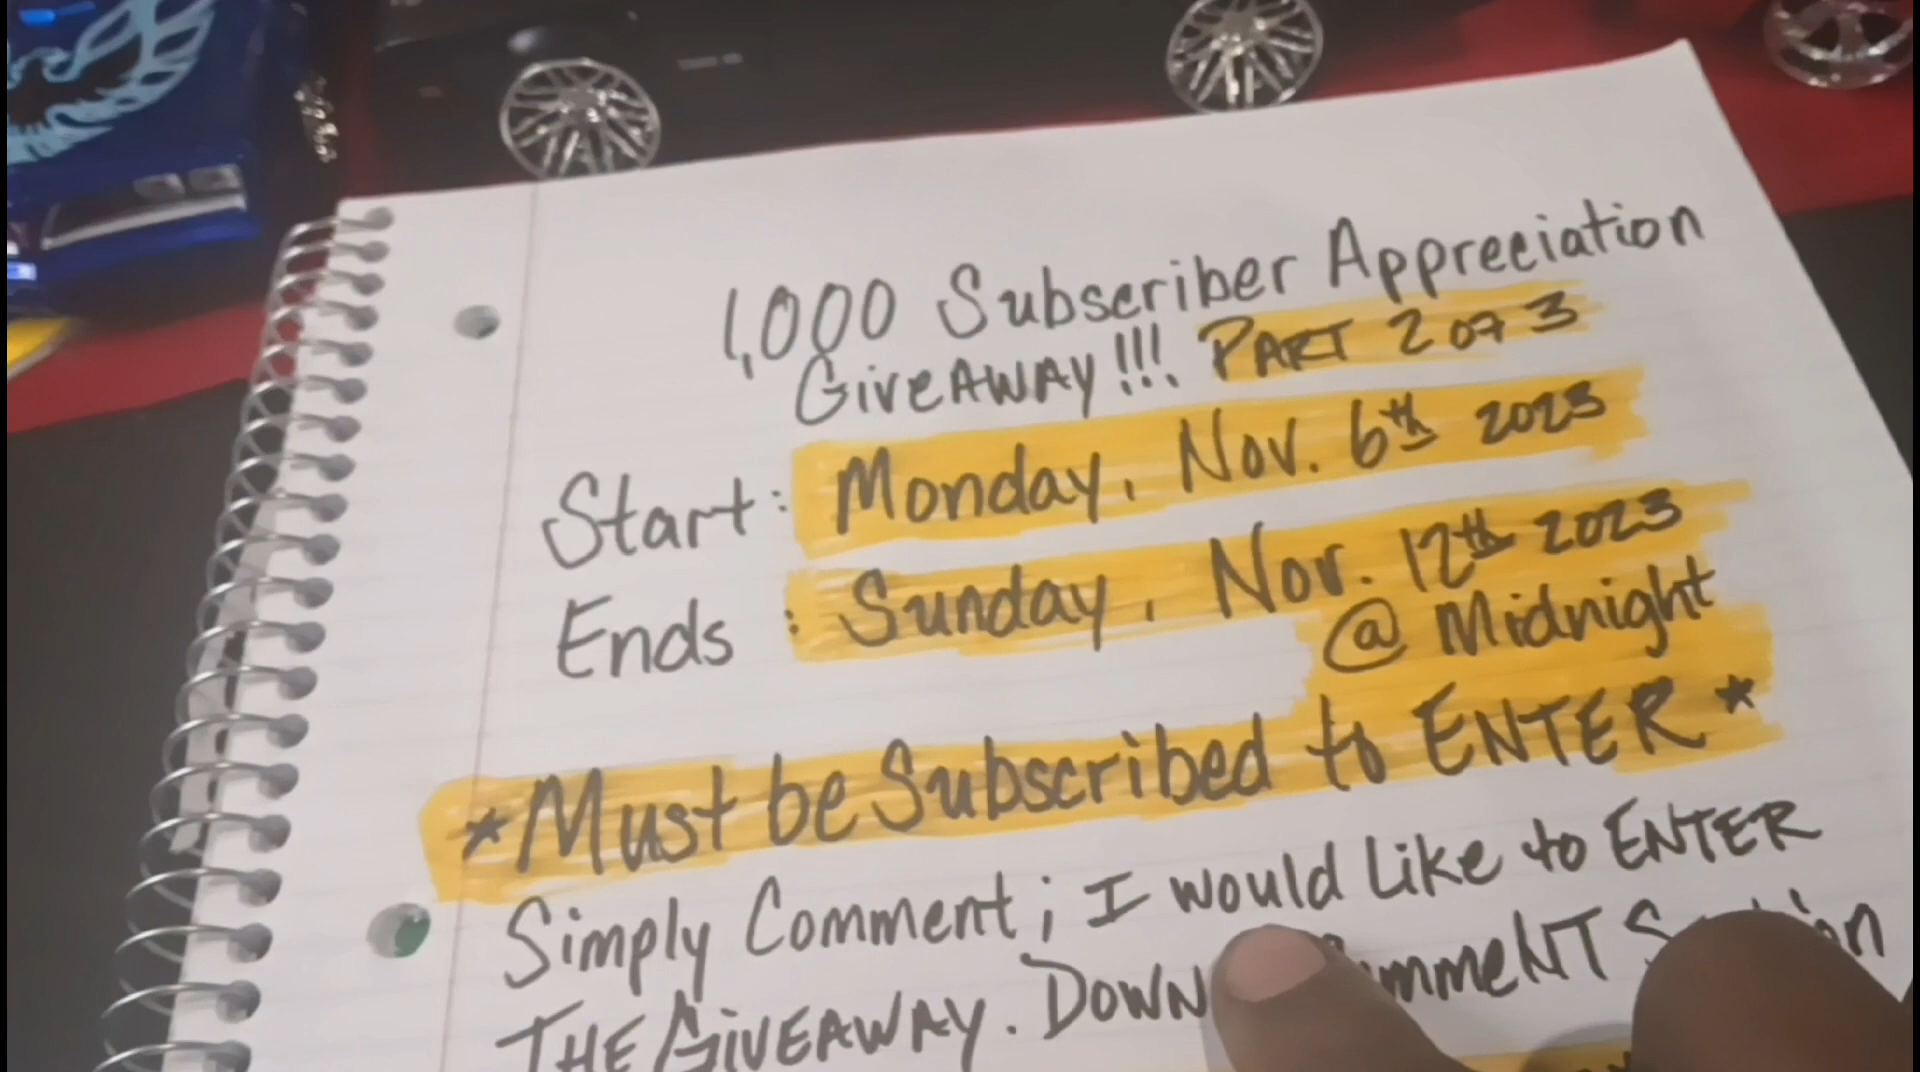 1,000 Subscriber Appreciation
GiveAWAY!!! PART 2 of 3
Start: Monday, Nov. 6th 2023
Ends: Sunday, Nov. 12th 2023
@ Midnight
*Must be Subscribed to ENTER*
Simply Comment; I would Like to ENTER
THE GiVEAWAY. DOWN